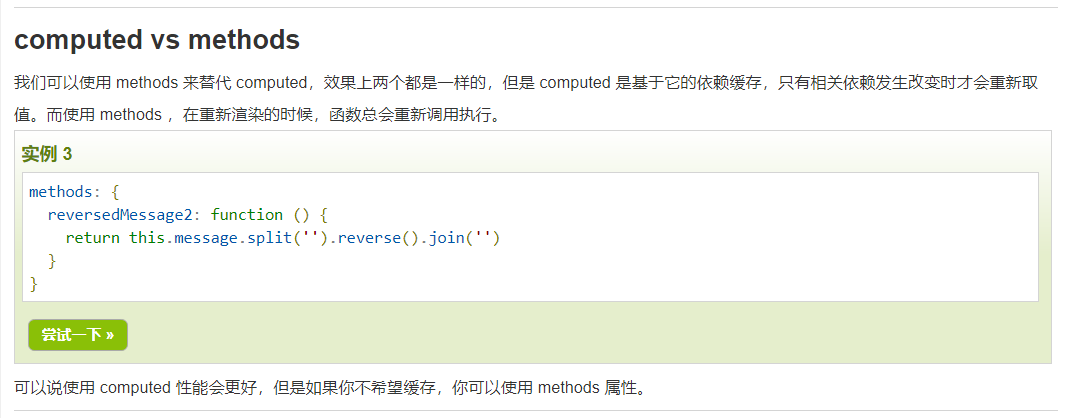 computed vs methods
我们可以使用 methods 来替代 computed，效果上两个都是一样的，但是 computed 是基于它的依赖缓存，只有相关依赖发生改变时才会重新取
值。而使用 methods ，在重新渲染的时候，函数总会重新调用执行。
实例 3
methods: {
  reversedMessage2: function () {
    return this.message.split('').reverse().join('')
  }
}
尝试一下 »
可以说使用 computed 性能会更好，但是如果你不希望缓存，你可以使用 methods 属性。